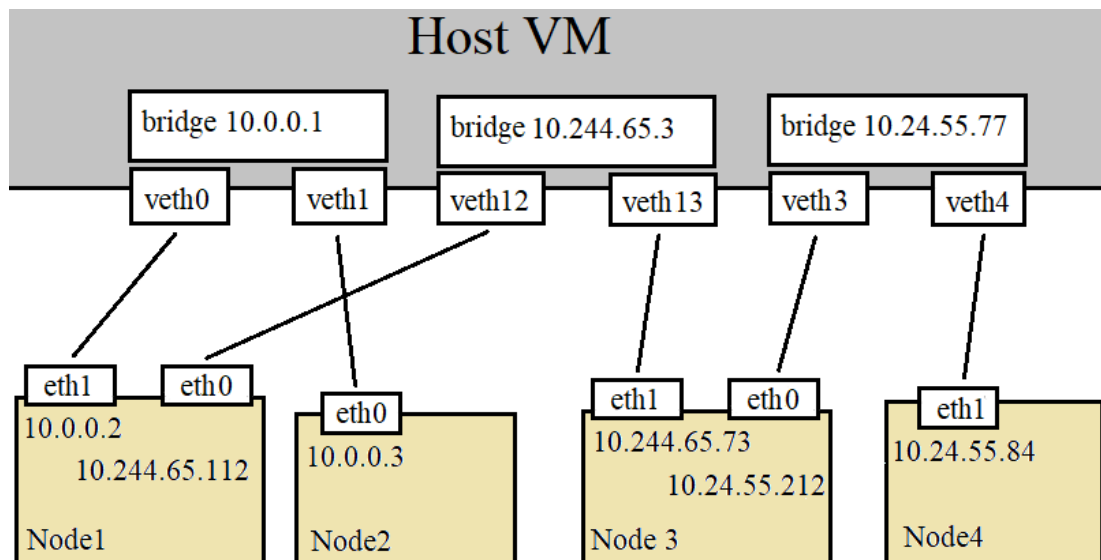 Host VM
bridge 10.0.0.1
bridge 10.244.65.3
bridge 10.24.55.77
veth0
veth1
veth12
veth13
veth3
veth4
eth1
eth0
10.0.0.2
10.244.65.112
Node1
eth0
10.0.0.3
Node2
eth1
eth0
10.244.65.73
10.24.55.212
Node 3
eth1
10.24.55.84
Node4